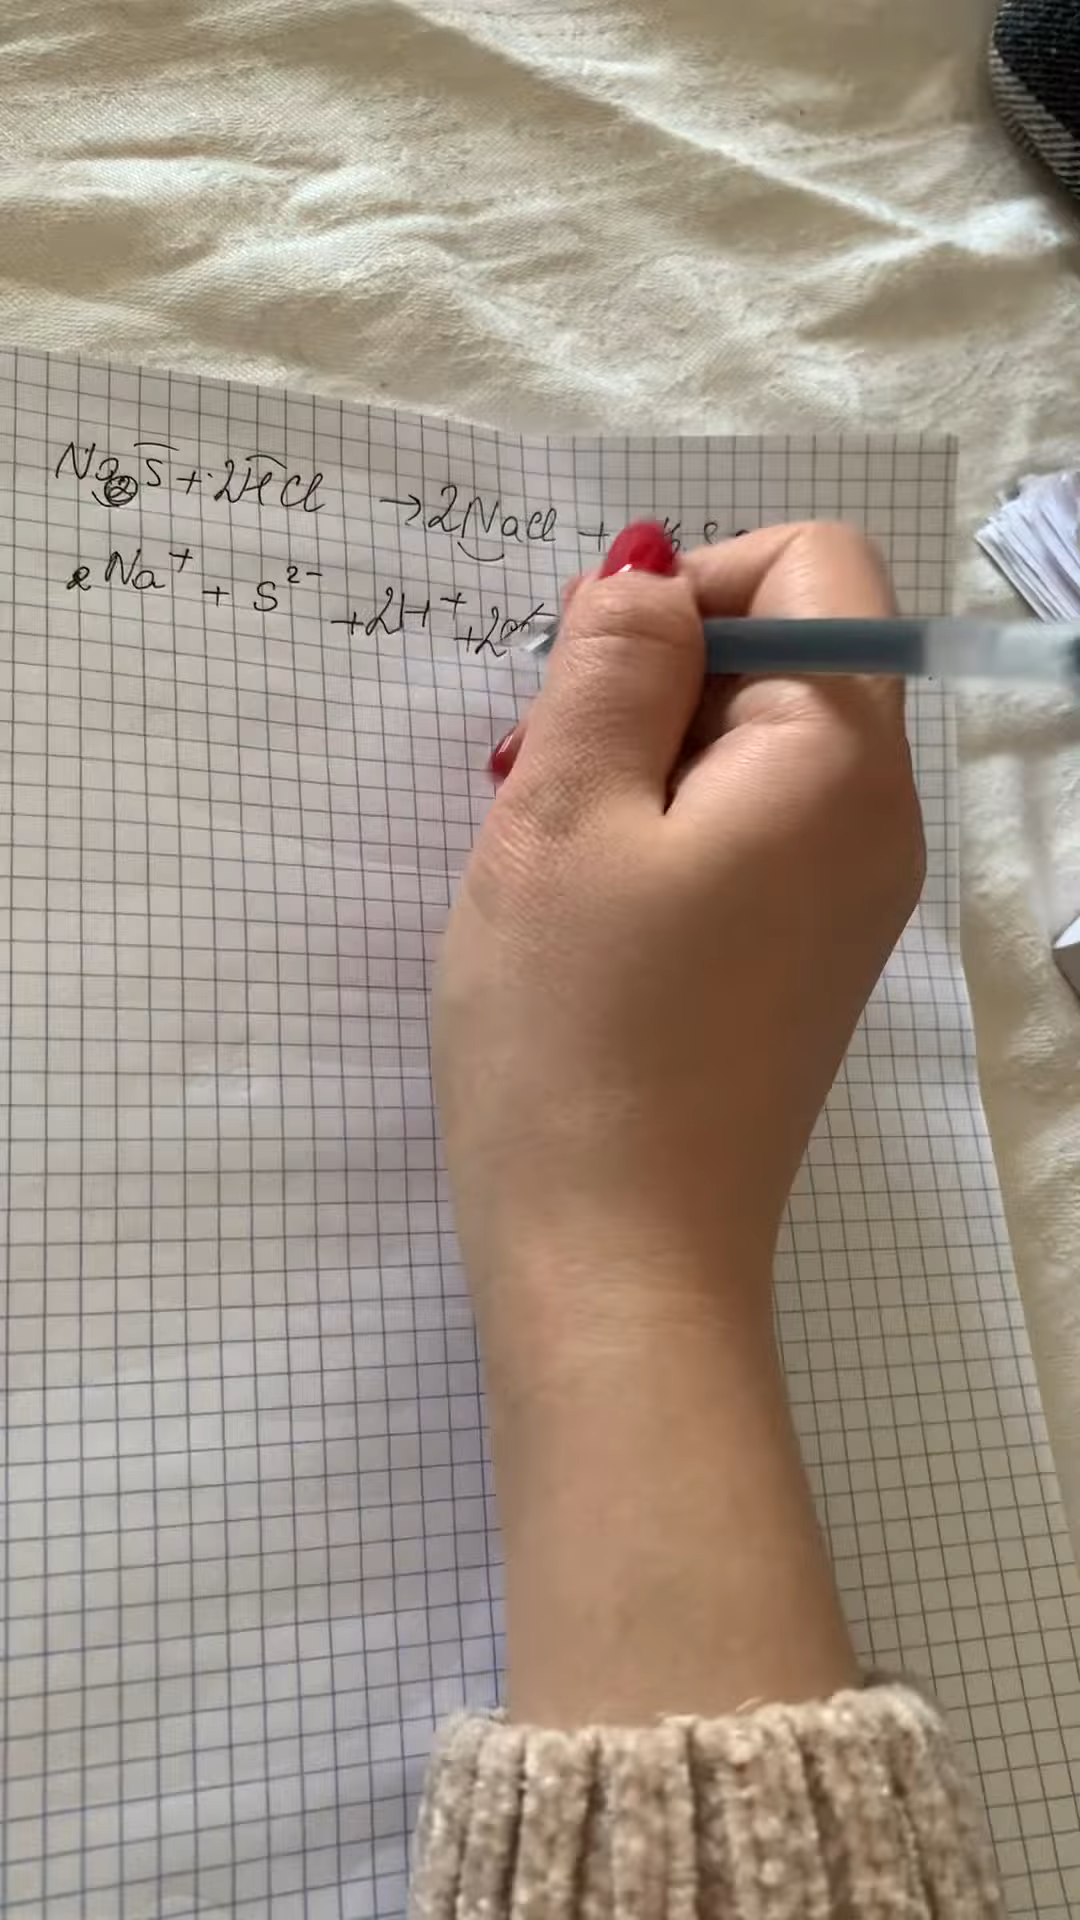 Na₂S + 2HCl → 2NaCl +
2Na⁺ + S²⁻ + 2H⁺ + 2